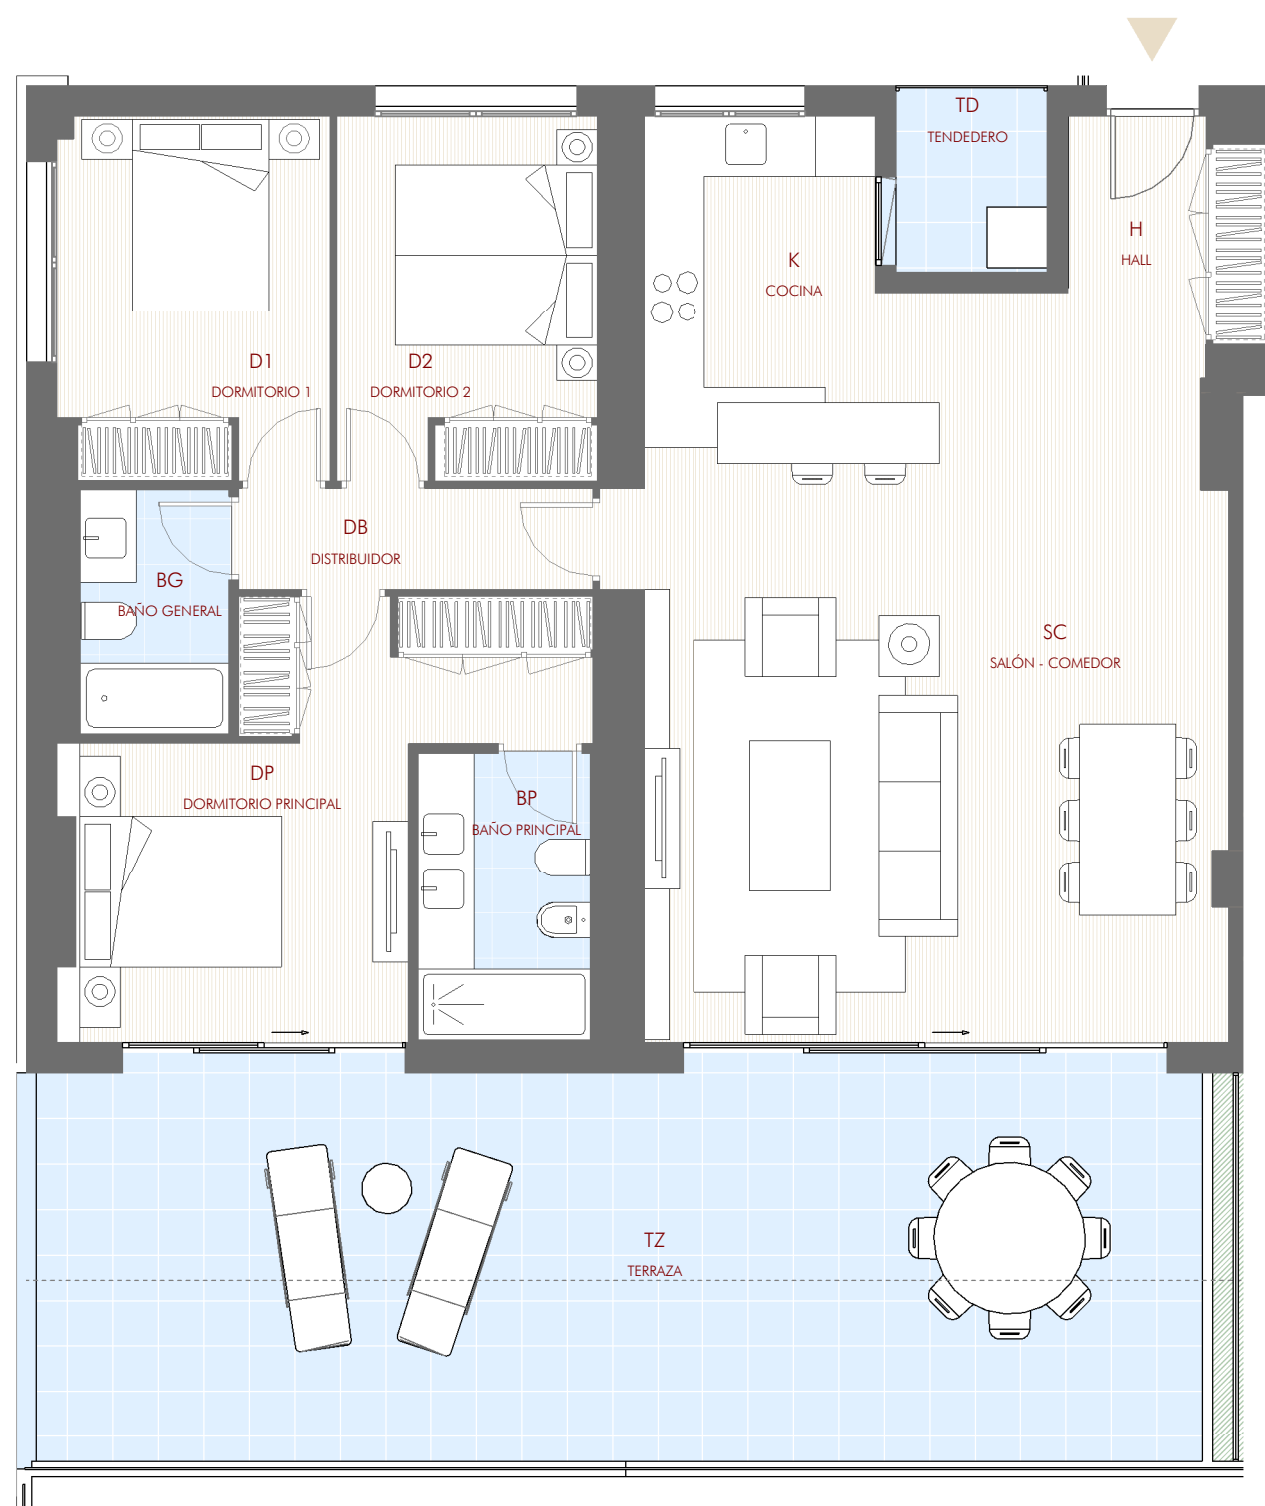 TD
TENDEDERO
H
HALL
K
COCINA
D1
DORMITORIO 1
D2
DORMITORIO 2
DB
DISTRIBUIDOR
BG
BAÑO GENERAL
SC
SALÓN - COMEDOR
DP
DORMITORIO PRINCIPAL
BP
BAÑO PRINCIPAL
TZ
TERRAZA